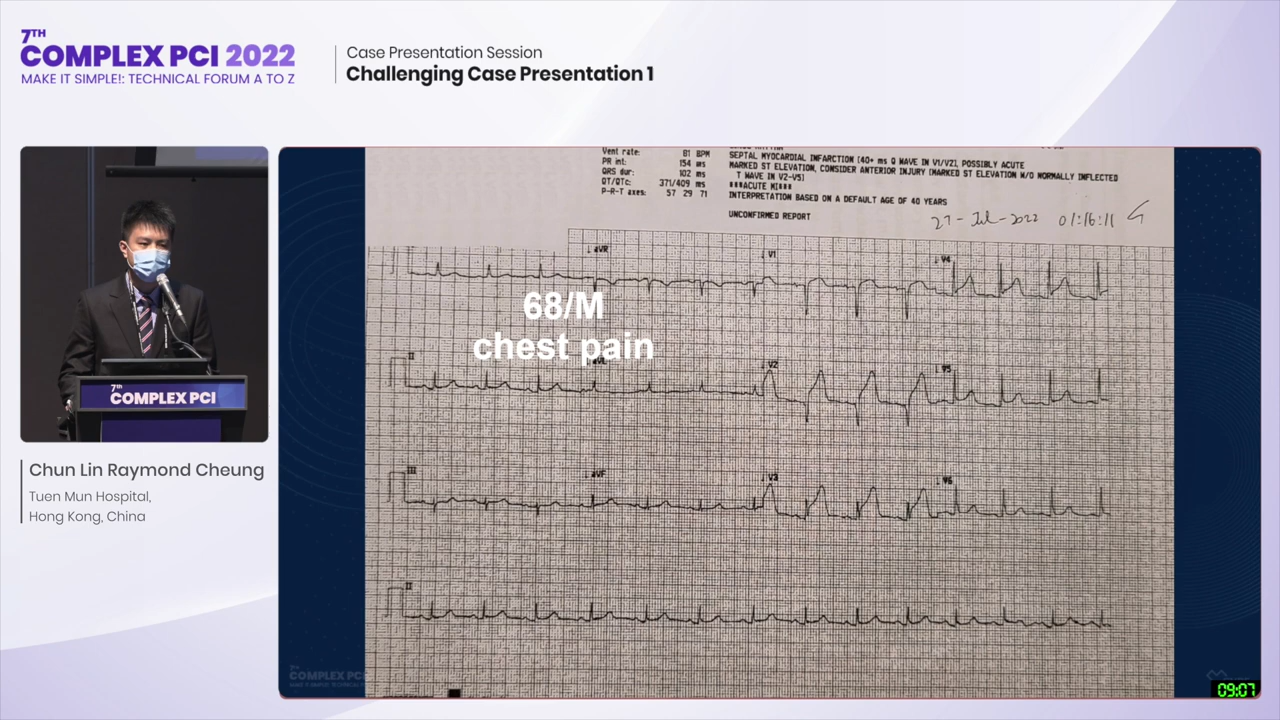 7TH
COMPLEX PCI 2022
MAKE IT SIMPLE!: TECHNICAL FORUM A TO Z
Case Presentation Session
Challenging Case Presentation 1
7th
COMPLEX PCI
Chun Lin Raymond Cheung
Tuen Mun Hospital,
Hong Kong, China
Vent rate: 81 BPM
PR int: 154 ms
QRS dur: 102 ms
QT/QTc: 371/409 ms
P-R-T axes: 57 29 71
SEPTAL MYOCARDIAL INFARCTION [40+ ms Q WAVE IN V1/V2] POSSIBLY ACUTE
MARKED ST ELEVATION, CONSIDER ANTERIOR INJURY [MARKED ST ELEVATION W/O NORMALLY INFLECTED
T WAVE IN V2-V5]
***ACUTE MI***
INTERPRETATION BASED ON A DEFAULT AGE OF 40 YEARS
UNCONFIRMED REPORT
27-Jul-2022 01:16:11
aVR V1 V4
68/M
chest pain
II aVL V2 V5
III aVF V3 V6
II
7th
COMPLEX PCI
09:07